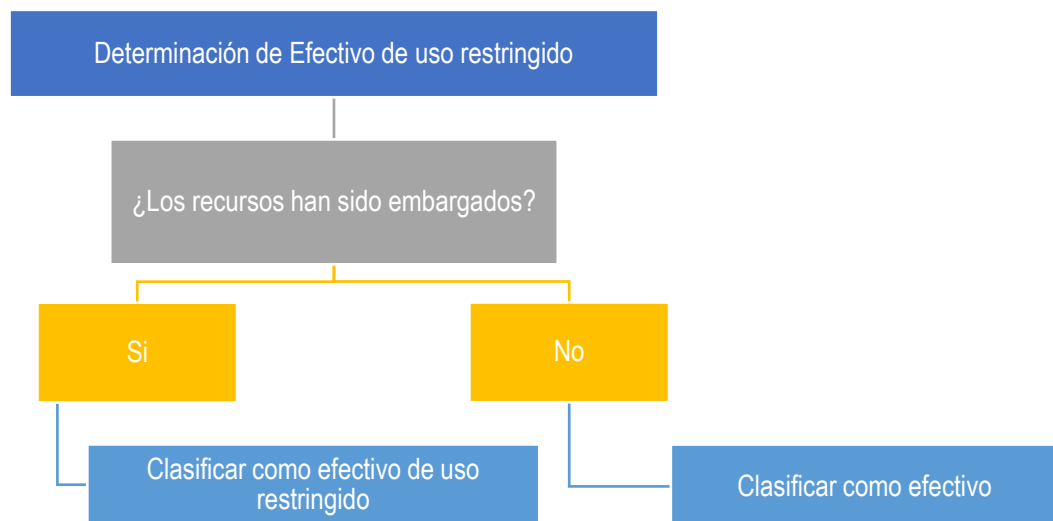 Determinación de Efectivo de uso restringido
¿Los recursos han sido embargados?
Si
No
Clasificar como efectivo de uso
restringido
Clasificar como efectivo